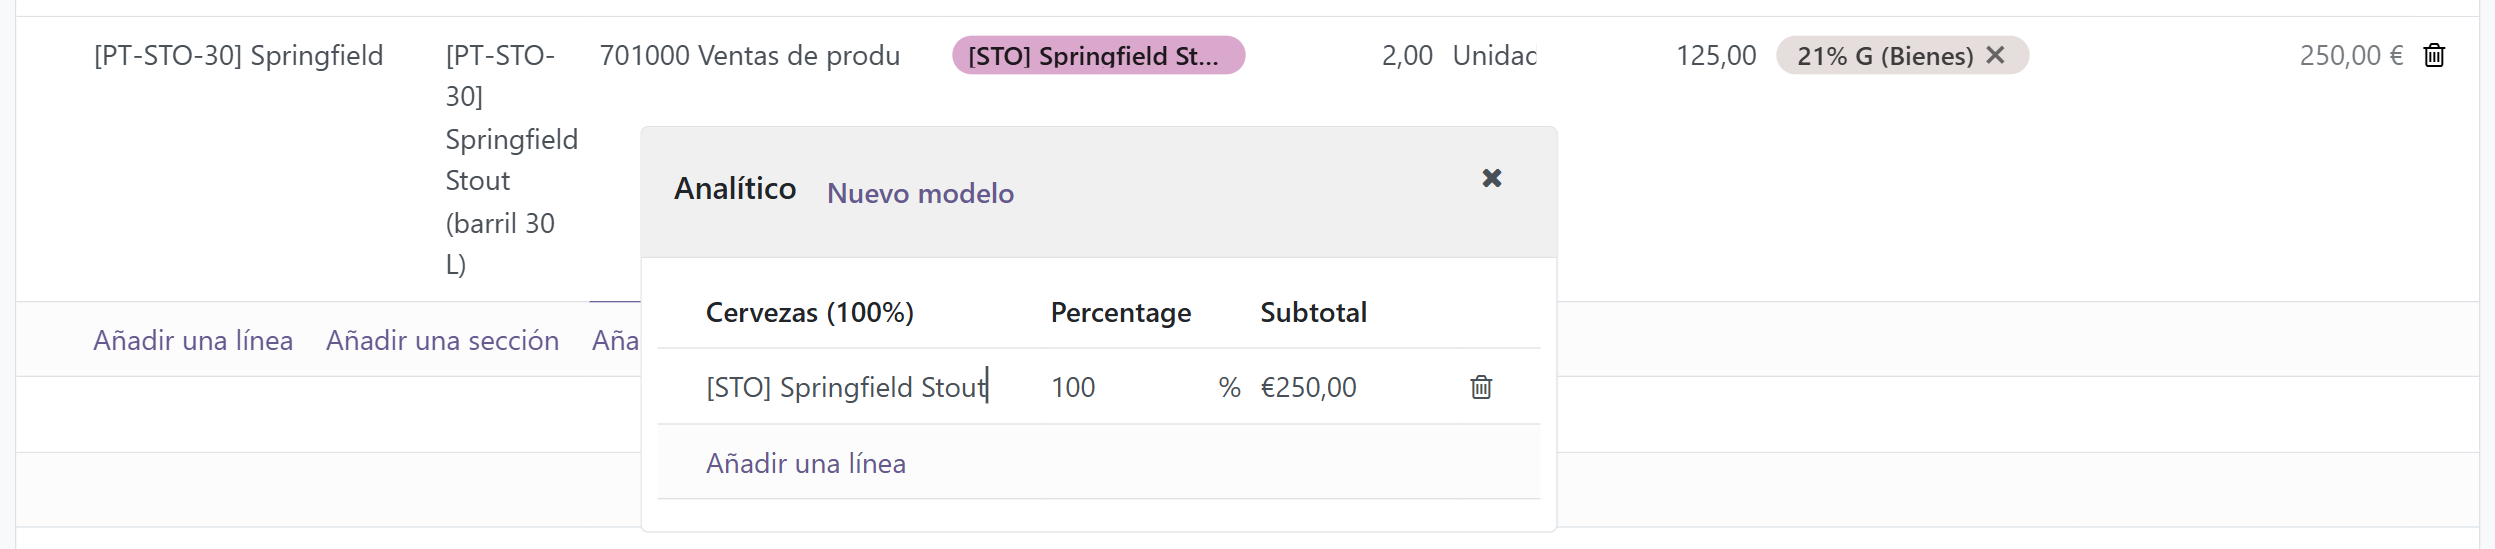 [PT-STO-30] Springfield [PT-STO- 701000 Ventas de produ [STO] Springfield St... 2,00 Unidad 125,00 21% G (Bienes) 250,00 €
30]
Springfield
Stout
(barril 30
L)
Analítico Nuevo modelo
Cervezas (100%) Percentage Subtotal
[STO] Springfield Stout 100 % €250,00
Añadir una línea
Añadir una línea Añadir una sección Aña